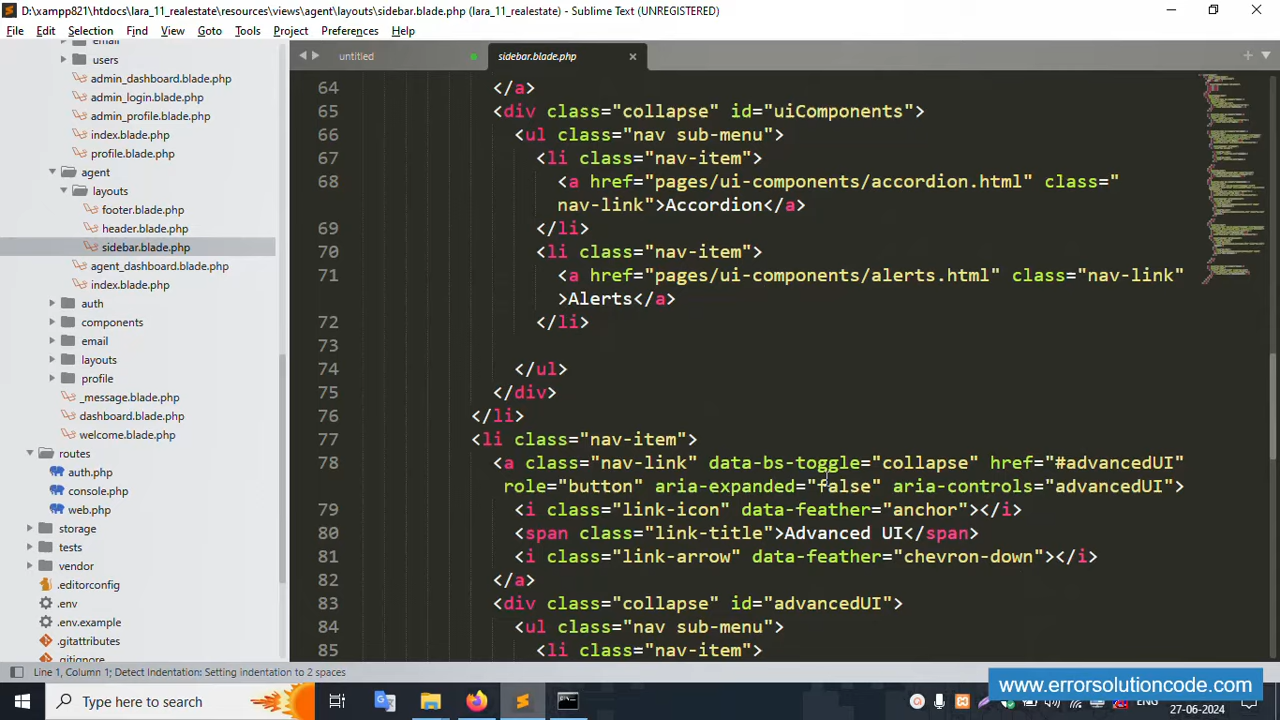 D:\xampp821\htdocs\lara_11_realestate\resources\views\agent\layouts\sidebar.blade.php (lara_11_realestate) - Sublime Text (UNREGISTERED)
File Edit Selection Find View Goto Tools Project Preferences Help
email
users
admin_dashboard.blade.php
admin_login.blade.php
admin_profile.blade.php
index.blade.php
profile.blade.php
agent
layouts
footer.blade.php
header.blade.php
sidebar.blade.php
agent_dashboard.blade.php
index.blade.php
auth
components
email
layouts
profile
_message.blade.php
dashboard.blade.php
welcome.blade.php
routes
auth.php
console.php
web.php
storage
tests
vendor
.editorconfig
.env
.env.example
.gitattributes
.gitignore
untitled
sidebar.blade.php
64 </a>
65 <div class="collapse" id="uiComponents">
66 <ul class="nav sub-menu">
67 <li class="nav-item">
68 <a href="pages/ui-components/accordion.html" class="
nav-link">Accordion</a>
69 </li>
70 <li class="nav-item">
71 <a href="pages/ui-components/alerts.html" class="nav-link"
>Alerts</a>
72 </li>
73
74 </ul>
75 </div>
76 </li>
77 <li class="nav-item">
78 <a class="nav-link" data-bs-toggle="collapse" href="#advancedUI"
role="button" aria-expanded="false" aria-controls="advancedUI">
79 <i class="link-icon" data-feather="anchor"></i>
80 <span class="link-title">Advanced UI</span>
81 <i class="link-arrow" data-feather="chevron-down"></i>
82 </a>
83 <div class="collapse" id="advancedUI">
84 <ul class="nav sub-menu">
85 <li class="nav-item">
Line 1, Column 1; Detect Indentation: Setting indentation to 2 spaces
www.errorsolutioncode.com
Type here to search
ENG
27-06-2024